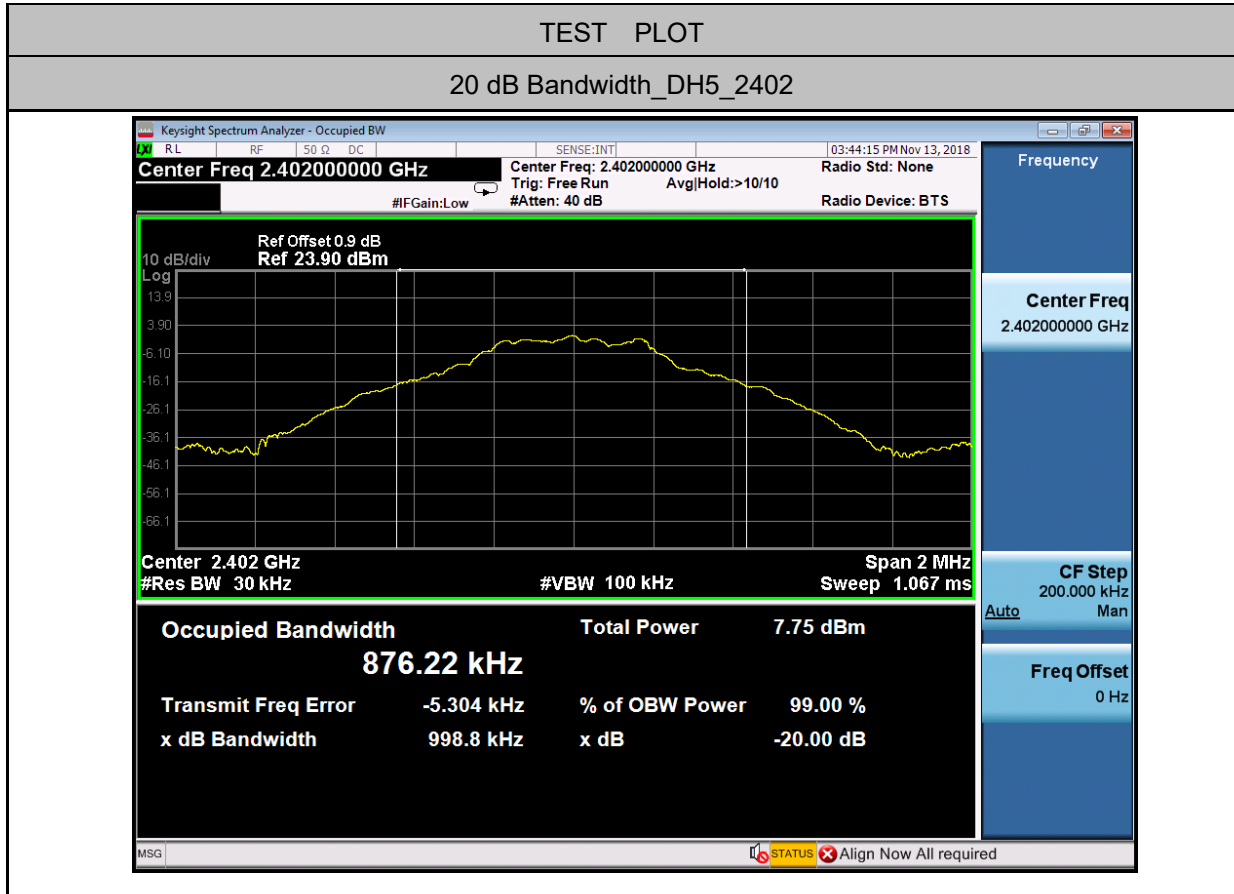 TEST PLOT
20 dB Bandwidth_DH5_2402
Keysight Spectrum Analyzer - Occupied BW
LXI RL RF 50 Ω DC SENSE:INT 03:44:15 PM Nov 13, 2018
Center Freq 2.402000000 GHz
#IFGain:Low
Center Freq: 2.402000000 GHz
Trig: Free Run Avg|Hold:>10/10
#Atten: 40 dB
Radio Std: None
Radio Device: BTS
Frequency
Ref Offset 0.9 dB
10 dB/div Ref 23.90 dBm
Log
13.9
3.90
-6.10
-16.1
-26.1
-36.1
-46.1
-56.1
-66.1
Center 2.402 GHz Span 2 MHz
#Res BW 30 kHz #VBW 100 kHz Sweep 1.067 ms
Occupied Bandwidth Total Power 7.75 dBm
876.22 kHz
Transmit Freq Error -5.304 kHz % of OBW Power 99.00 %
x dB Bandwidth 998.8 kHz x dB -20.00 dB
Center Freq
2.402000000 GHz
CF Step
200.000 kHz
Auto Man
Freq Offset
0 Hz
MSG STATUS Align Now All required